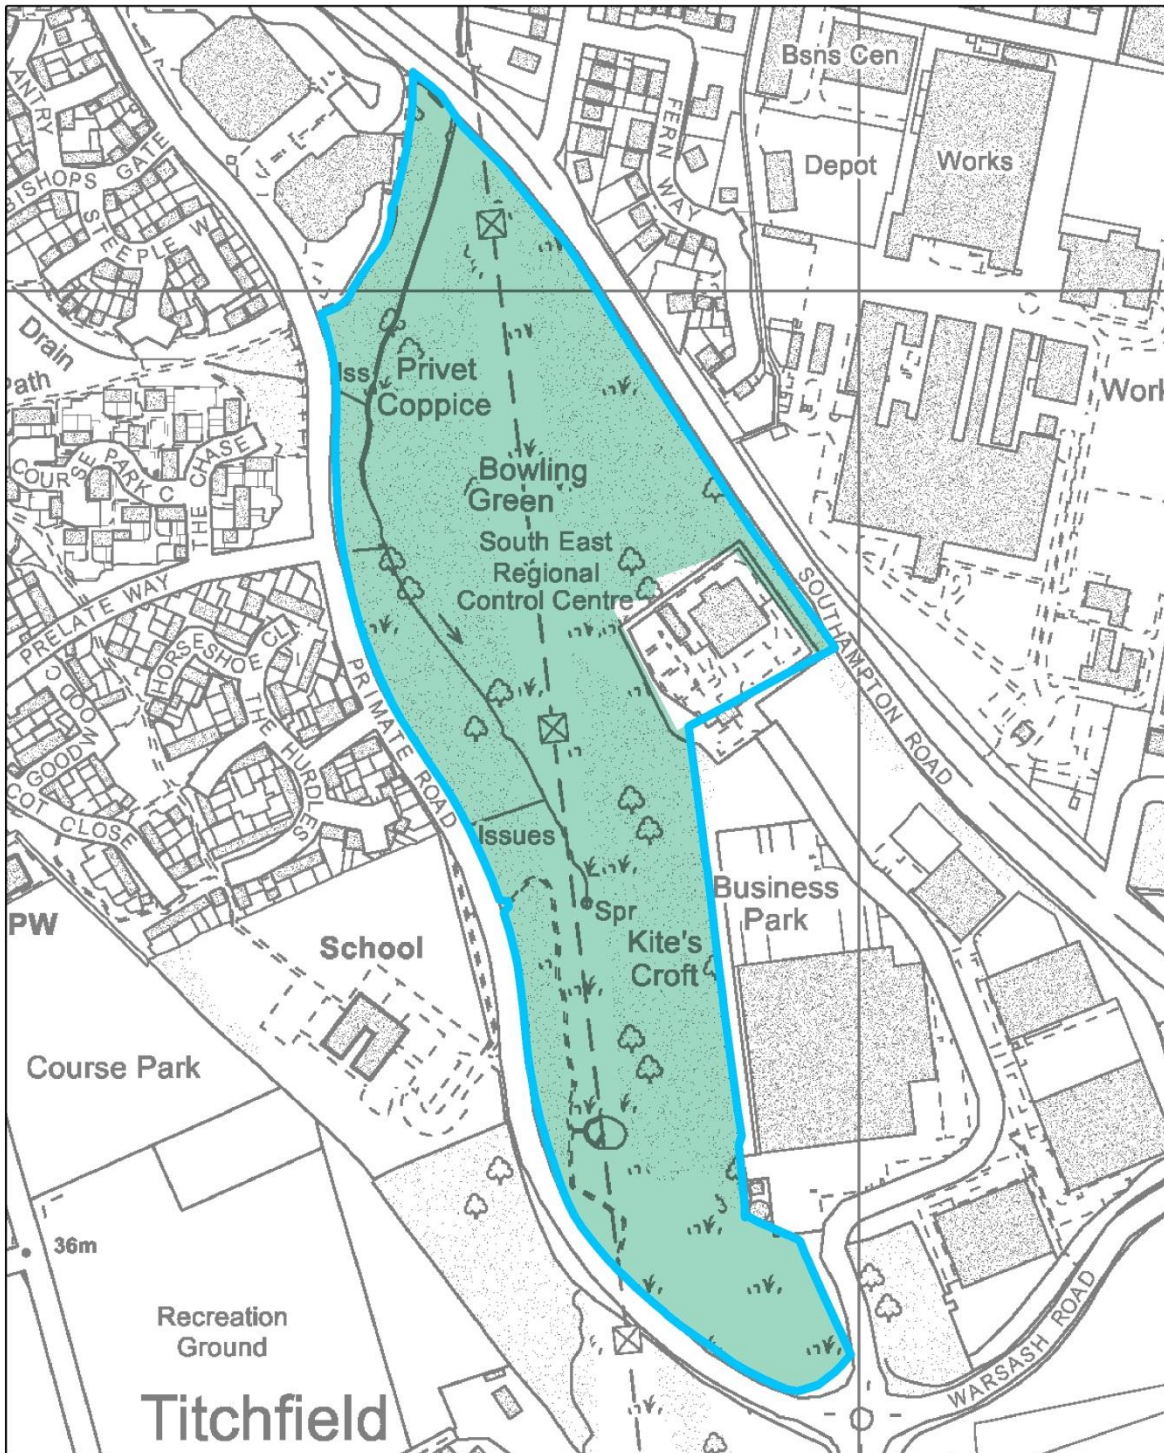 Bsns Cen
Depot
Works
FERN WAY
BISHOPS GATE
STEEPLE W
Drain
Path
Iss
Privet
Coppice
Bowling
Green
South East
Regional
Control Centre
COURSE PARK C
THE CHASE
PRELATE WAY
HORSESHOE CL
THE HURDLES
PRIMATE ROAD
SOUTHAMPTON ROAD
COT CLOSE
Issues
Spr
Business
Park
Kite's
Croft
PW
School
Course Park
36m
Recreation
Ground
Titchfield
WARSASH ROAD